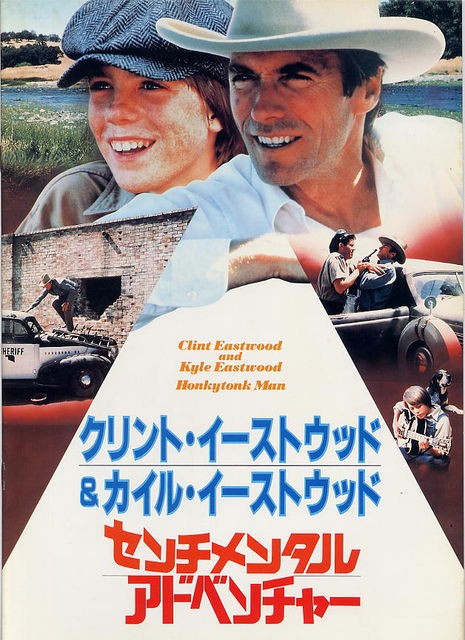 HERIFF
Clint Eastwood
and
Kyle Eastwood
Honkytonk Man
クリント・イーストウッド
&カイル・イーストウッド
センチメンタル
アドベンチャー